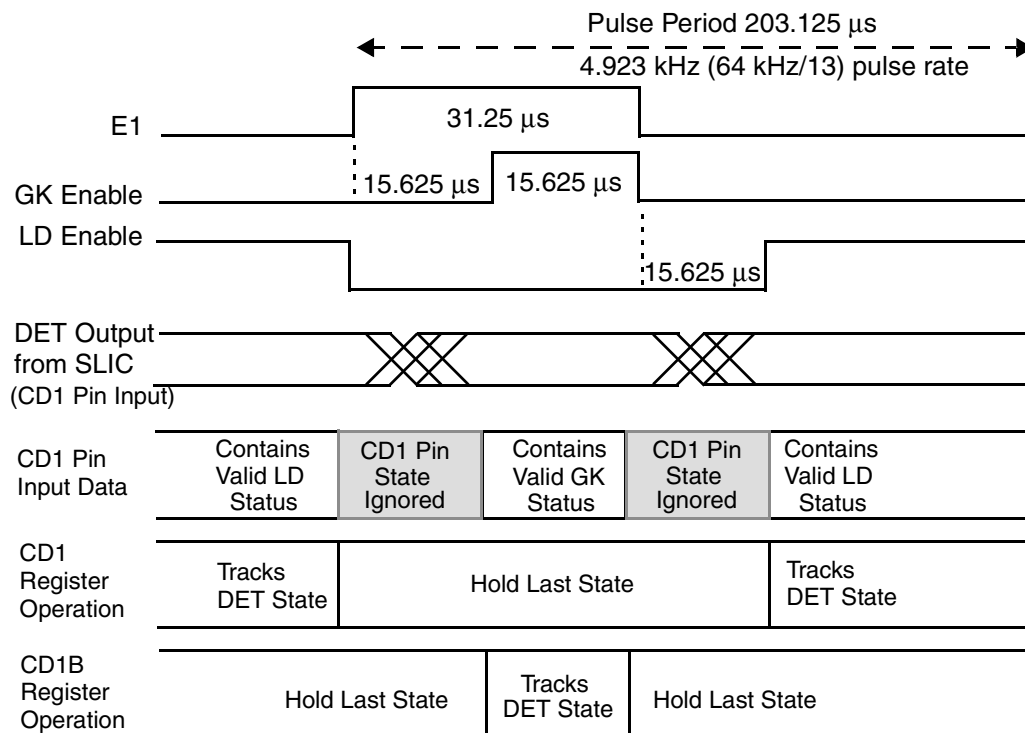 Pulse Period 203.125 μs
4.923 kHz (64 kHz/13) pulse rate
E1
31.25 μs
GK Enable
15.625 μs
15.625 μs
LD Enable
15.625 μs
DET Output
from SLIC
(CD1 Pin Input)
CD1 Pin
Input Data
Contains
Valid LD
Status
CD1 Pin
State
Ignored
Contains
Valid GK
Status
CD1 Pin
State
Ignored
Contains
Valid LD
Status
CD1
Register
Operation
Tracks
DET State
Hold Last State
Tracks
DET State
CD1B
Register
Operation
Hold Last State
Tracks
DET State
Hold Last State